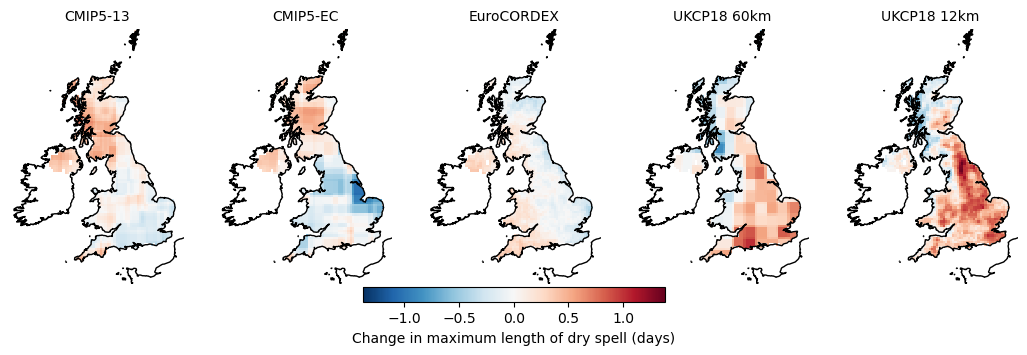 CMIP5-13 CMIP5-EC EuroCORDEX UKCP18 60km UKCP18 12km
−1.0 −0.5 0.0 0.5 1.0
Change in maximum length of dry spell (days)